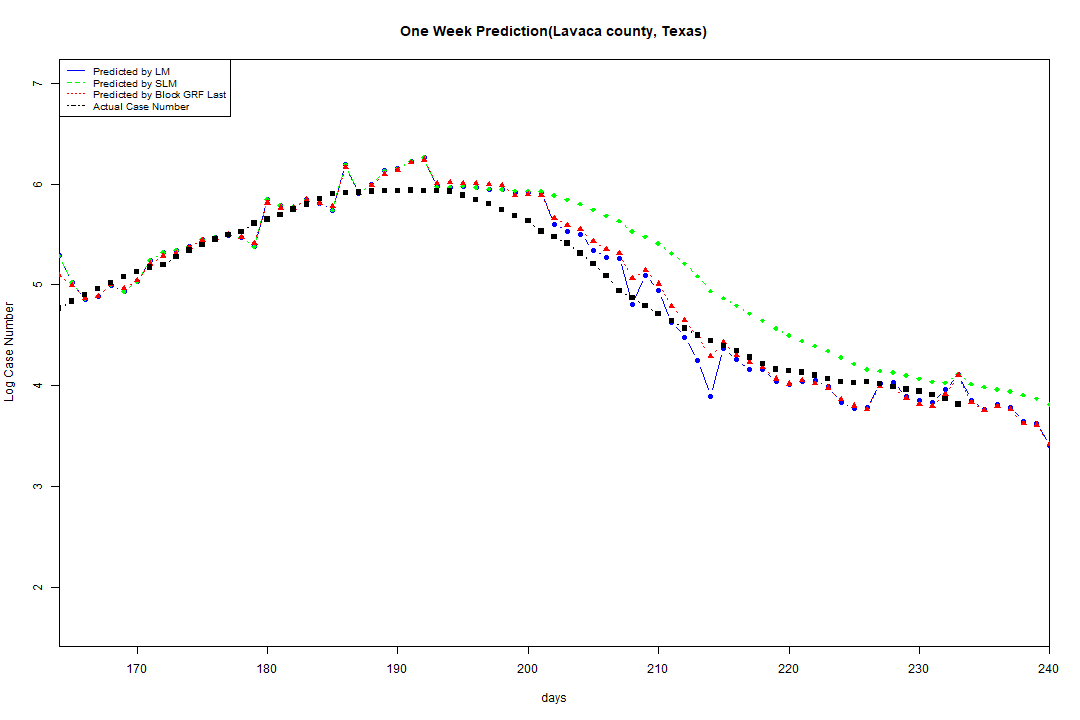 One Week Prediction(Lavaca county, Texas)
Predicted by LM
Predicted by SLM
Predicted by Block GRF Last
Actual Case Number
7
6
5
4
3
2
Log Case Number
170 180 190 200 210 220 230 240
days